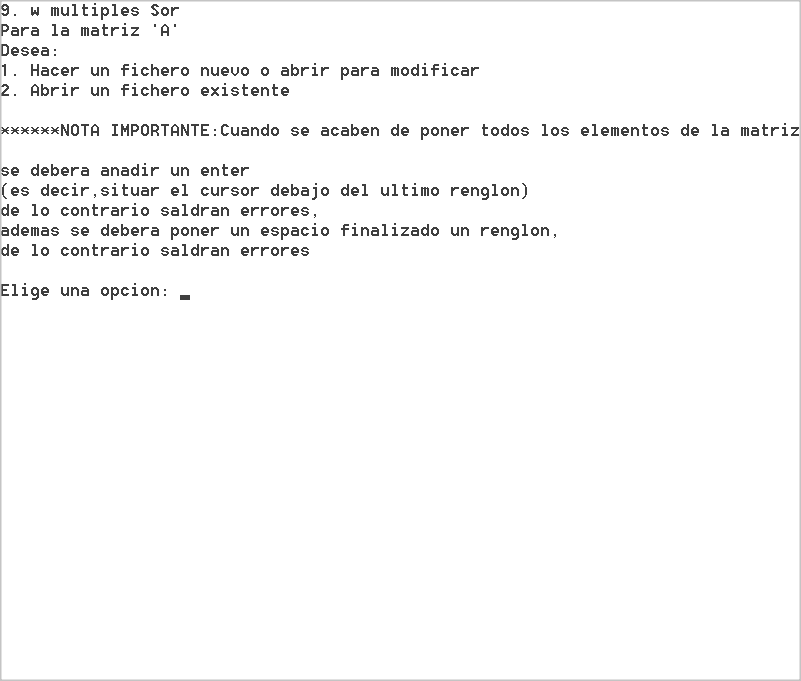 9. w multiples Sor
Para la matriz 'A'
Desea:
1. Hacer un fichero nuevo o abrir para modificar
2. Abrir un fichero existente
******NOTA IMPORTANTE:Cuando se acaben de poner todos los elementos de la matriz
se debera anadir un enter
(es decir,situar el cursor debajo del ultimo renglon)
de lo contrario saldran errores,
ademas se debera poner un espacio finalizado un renglon,
de lo contrario saldran errores
Elige una opcion: _